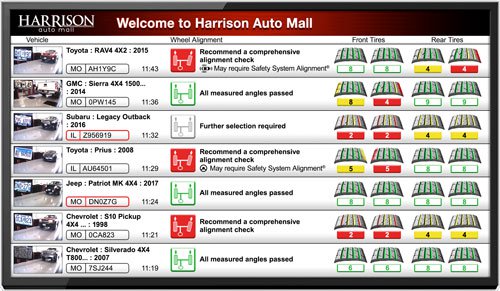 HARRISON
auto mall
Welcome to Harrison Auto Mall
Vehicle Wheel Alignment Front Tires Rear Tires
Toyota : RAV4 4X2 : 2015
MO AH1Y9C 11:43
Recommend a comprehensive
alignment check
May require Safety System Alignment®
8 8 4 4
GMC : Sierra 4X4 1500...
: 2014
MO 0PW145 11:36
All measured angles passed
8 4 9 9
Subaru : Legacy Outback
: 2016
IL Z956919 11:32
Further selection required
2 2 4 4
Toyota : Prius : 2008
IL AU64501 11:29
Recommend a comprehensive
alignment check
May require Safety System Alignment®
5 5 8 8
Jeep : Patriot MK 4X4 : 2017
MO DN0Z7G 11:24
All measured angles passed
8 8 8 8
Chevrolet : S10 Pickup
4X4 ... : 1998
MO 0CA823 11:21
Recommend a comprehensive
alignment check
2 2 4 4
Chevrolet : Silverado 4X4
T800... : 2007
MO 7SJ244 11:19
All measured angles passed
6 6 8 8